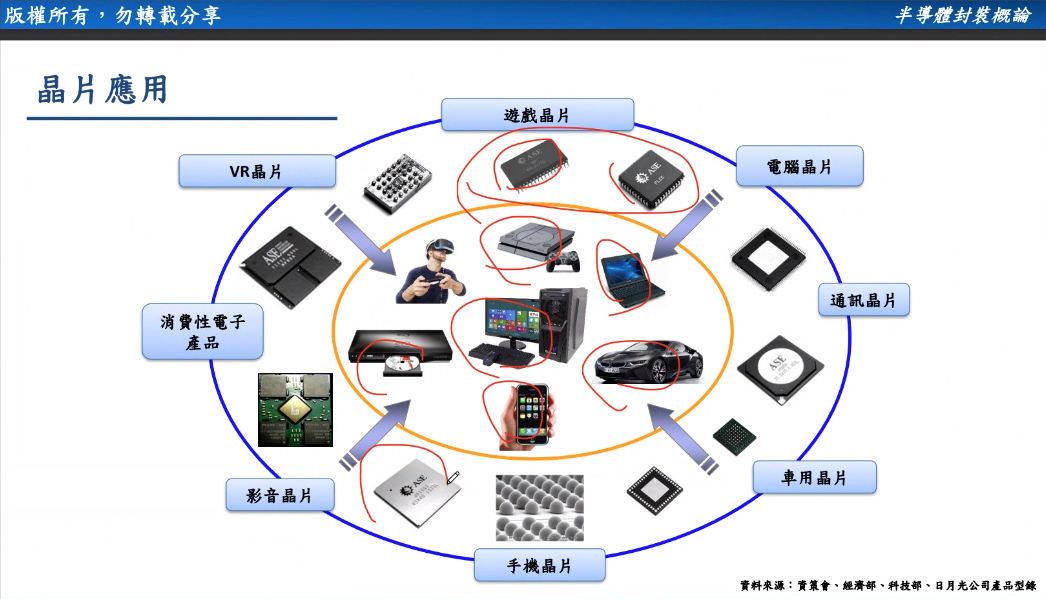 版權所有，勿轉載分享
半導體封裝概論
晶片應用
遊戲晶片
VR晶片
電腦晶片
ASE
ASE
ASE
通訊晶片
消費性電子
產品
ASE
ASE
車用晶片
影音晶片
手機晶片
資料來源：資策會、經濟部、科技部、日月光公司產品型錄